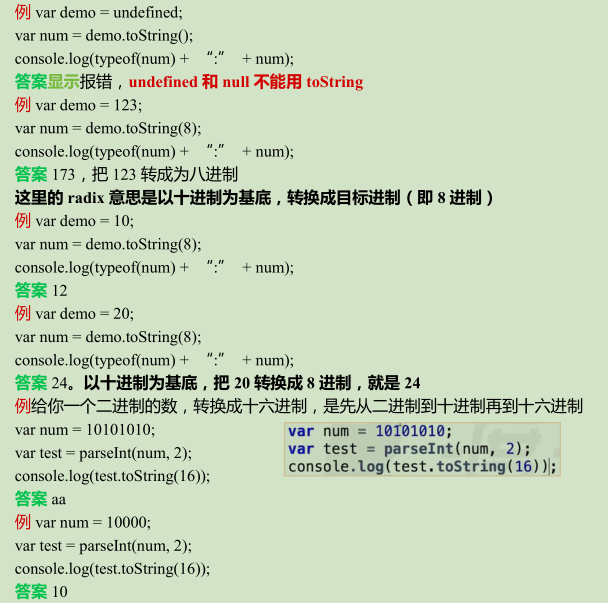 例 var demo = undefined;
var num = demo.toString();
console.log(typeof(num) + “:” + num);
答案显示报错，undefined 和 null 不能用 toString
例 var demo = 123;
var num = demo.toString(8);
console.log(typeof(num) + “:” + num);
答案 173，把 123 转成为八进制
这里的 radix 意思是以十进制为基底，转换成目标进制（即 8 进制）
例 var demo = 10;
var num = demo.toString(8);
console.log(typeof(num) + “:” + num);
答案 12
例 var demo = 20;
var num = demo.toString(8);
console.log(typeof(num) + “:” + num);
答案 24。以十进制为基底，把 20 转换成 8 进制，就是 24
例给你一个二进制的数，转换成十六进制，是先从二进制到十进制再到十六进制
var num = 10101010;
var test = parseInt(num, 2);
console.log(test.toString(16));
var num = 10101010;
var test = parseInt(num, 2);
console.log(test.toString(16));
答案 aa
例 var num = 10000;
var test = parseInt(num, 2);
console.log(test.toString(16));
答案 10